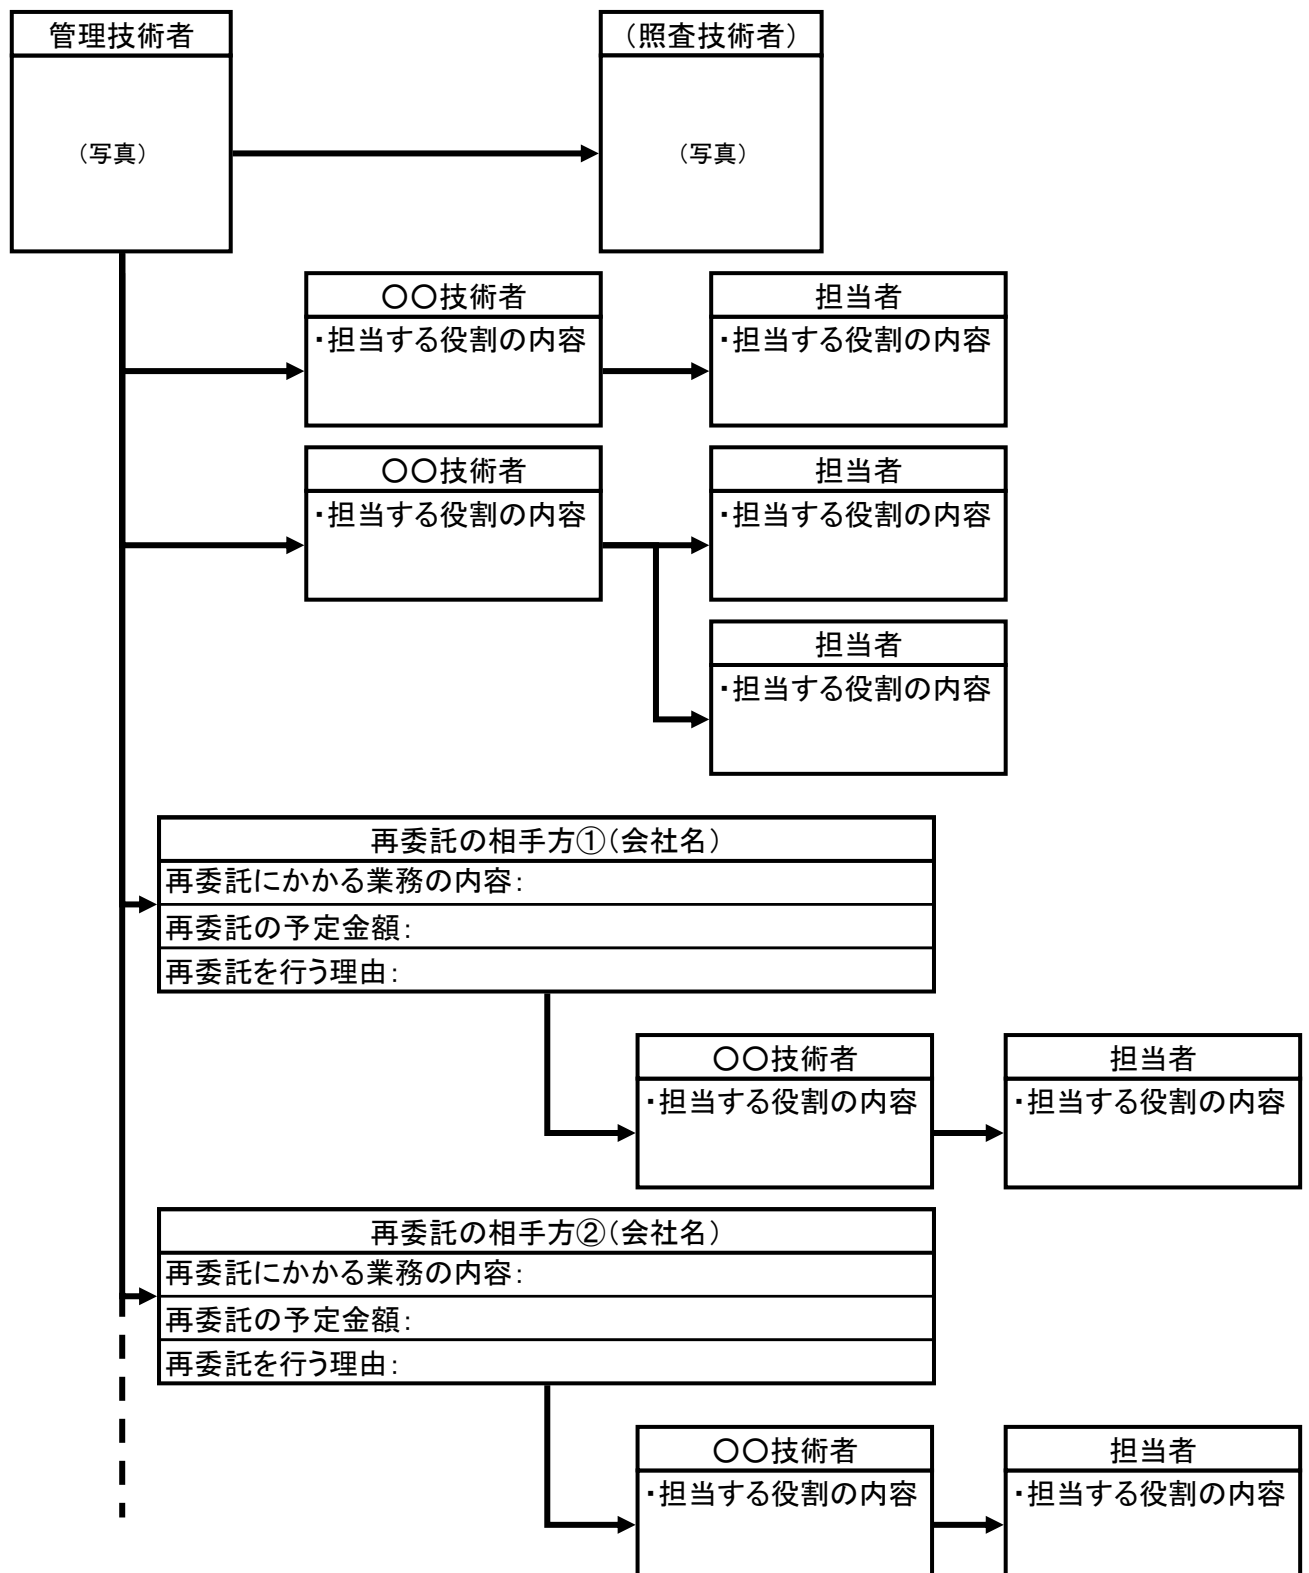 管理技術者
(照査技術者)
(写真)
(写真)
〇〇技術者
・担当する役割の内容
担当者
・担当する役割の内容
〇〇技術者
・担当する役割の内容
担当者
・担当する役割の内容
担当者
・担当する役割の内容
再委託の相手方①(会社名)
再委託にかかる業務の内容:
再委託の予定金額:
再委託を行う理由:
〇〇技術者
・担当する役割の内容
担当者
・担当する役割の内容
再委託の相手方②(会社名)
再委託にかかる業務の内容:
再委託の予定金額:
再委託を行う理由:
〇〇技術者
・担当する役割の内容
担当者
・担当する役割の内容